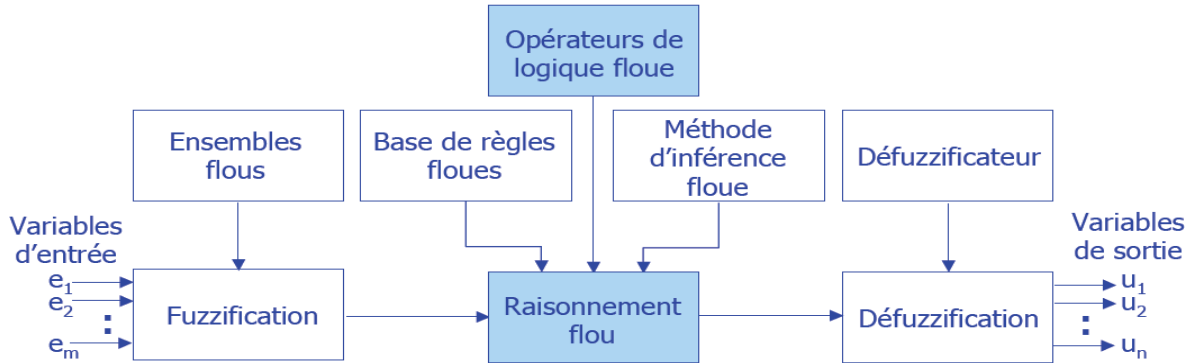 Opérateurs de
logique floue
Ensembles
flous
Base de règles
floues
Méthode
d'inférence
floue
Défuzzificateur
Variables
d'entrée
e1
e2
:
em
Fuzzification
Raisonnement
flou
Défuzzification
Variables
de sortie
u1
u2
:
un